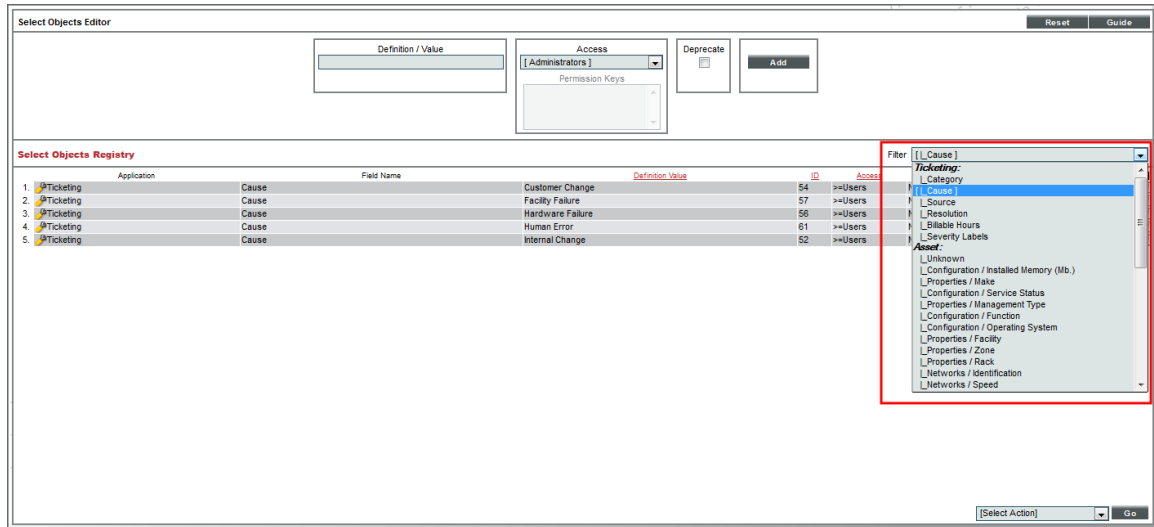 Select Objects Editor Reset Guide
Definition / Value Access Deprecate
[ Administrators ] Add
Permission Keys
Select Objects Registry Filter [ |_Cause ]
Application Field Name Definition Value ID Access
1. Ticketing Cause Customer Change 54 >=Users
2. Ticketing Cause Facility Failure 57 >=Users
3. Ticketing Cause Hardware Failure 56 >=Users
4. Ticketing Cause Human Error 61 >=Users
5. Ticketing Cause Internal Change 52 >=Users
Ticketing:
|_Category
[ |_Cause ]
|_Source
|_Resolution
|_Billable Hours
|_Severity Labels
Asset:
|_Unknown
|_Configuration / Installed Memory (Mb.)
|_Properties / Make
|_Configuration / Service Status
|_Properties / Management Type
|_Configuration / Function
|_Configuration / Operating System
|_Properties / Facility
|_Properties / Zone
|_Properties / Rack
|_Networks / Identification
|_Networks / Speed
[Select Action] Go